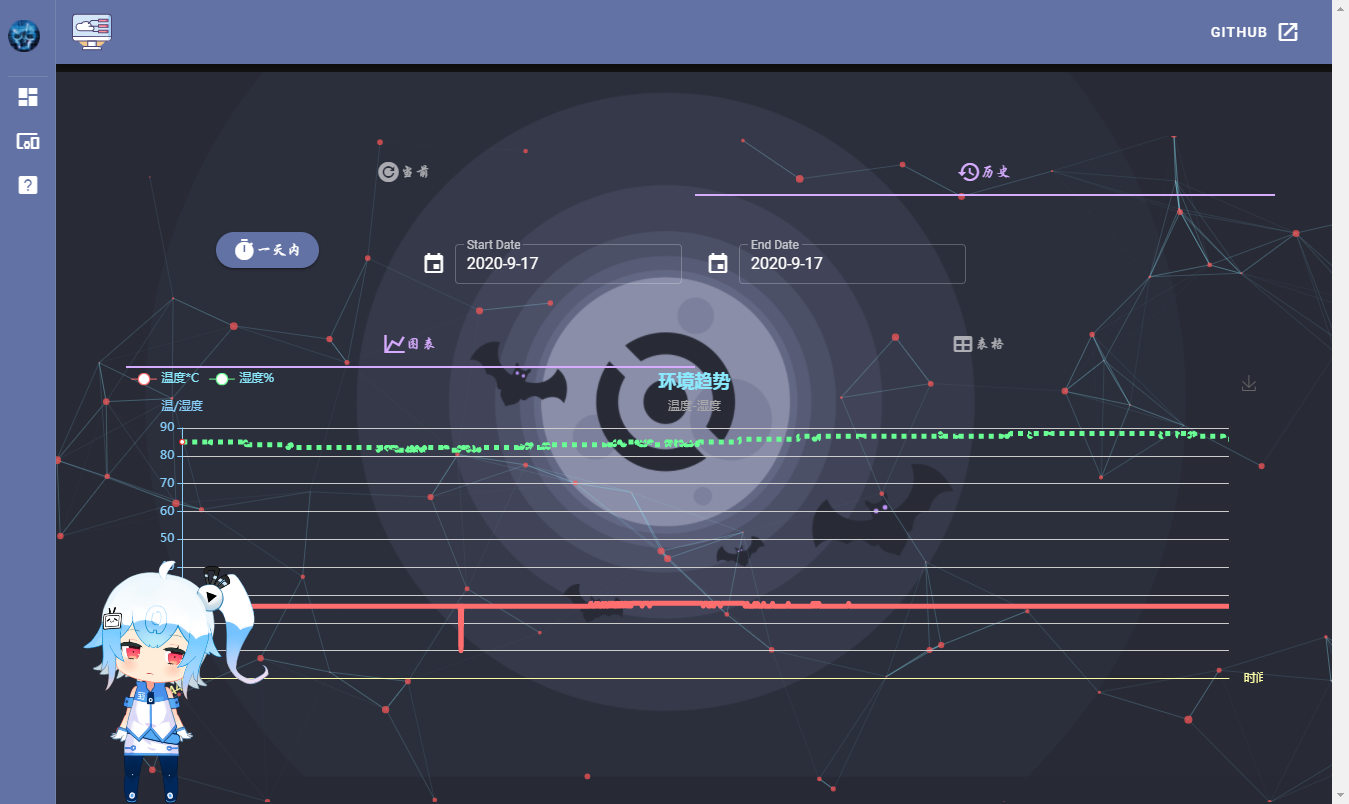 GITHUB
当前
历史
一天内
Start Date
2020-9-17
End Date
2020-9-17
图表
表格
温度*C
湿度%
环境趋势
温度-湿度
温/湿度
90
80
70
60
50
时间